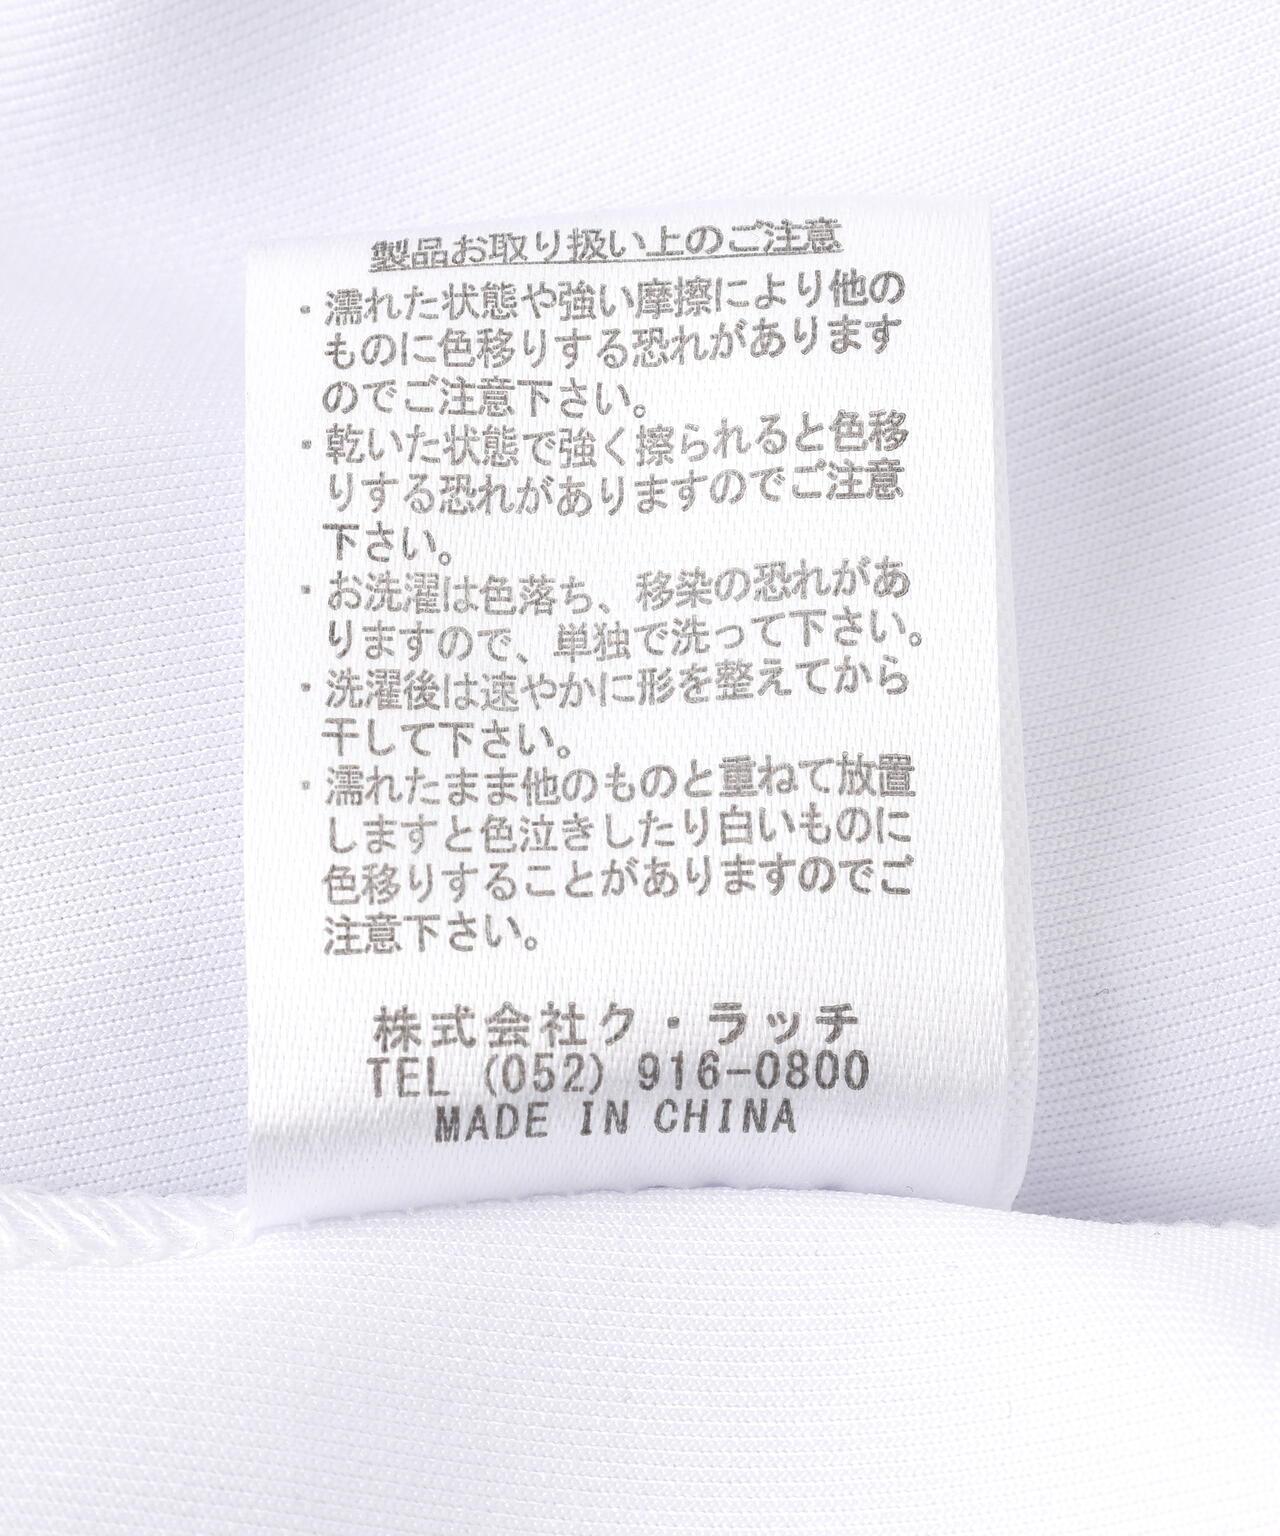 製品お取り扱い上のご注意
・濡れた状態や強い摩擦により他の
ものに色移りする恐れがあります
のでご注意下さい。
・乾いた状態で強く擦られると色移
りする恐れがありますのでご注意
下さい。
・お洗濯は色落ち、移染の恐れがあ
りますので、単独で洗って下さい。
・洗濯後は速やかに形を整えてから
干して下さい。
・濡れたまま他のものと重ねて放置
しますと色泣きしたり白いものに
色移りすることがありますのでご
注意下さい。
株式会社ク・ラッチ
TEL (052) 916-0800
MADE IN CHINA